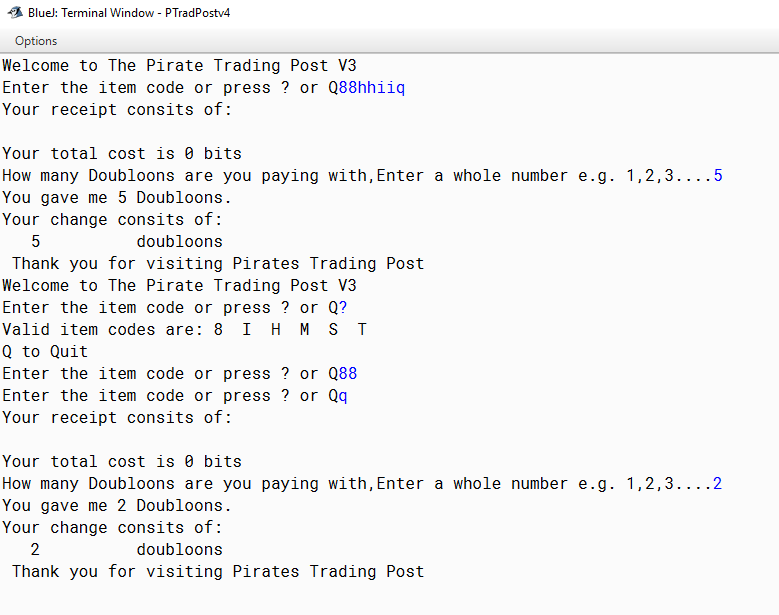 BlueJ: Terminal Window - PTradPostv4
Options
Welcome to The Pirate Trading Post V3
Enter the item code or press ? or Q88hhiiq
Your receipt consits of:
Your total cost is 0 bits
How many Doubloons are you paying with,Enter a whole number e.g. 1,2,3....5
You gave me 5 Doubloons.
Your change consits of:
5 doubloons
Thank you for visiting Pirates Trading Post
Welcome to The Pirate Trading Post V3
Enter the item code or press ? or Q?
Valid item codes are: 8 I H M S T
Q to Quit
Enter the item code or press ? or Q88
Enter the item code or press ? or Qq
Your receipt consits of:
Your total cost is 0 bits
How many Doubloons are you paying with,Enter a whole number e.g. 1,2,3....2
You gave me 2 Doubloons.
Your change consits of:
2 doubloons
Thank you for visiting Pirates Trading Post